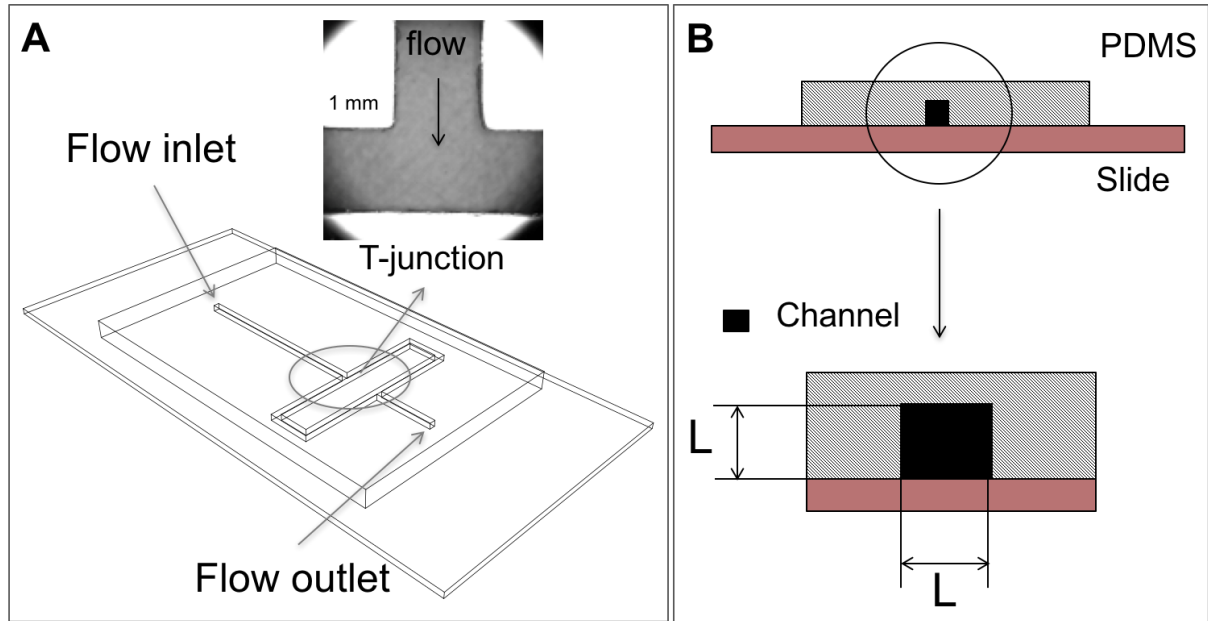 A
flow
1 mm
Flow inlet
T-junction
Flow outlet
B
PDMS
Slide
Channel
L
L